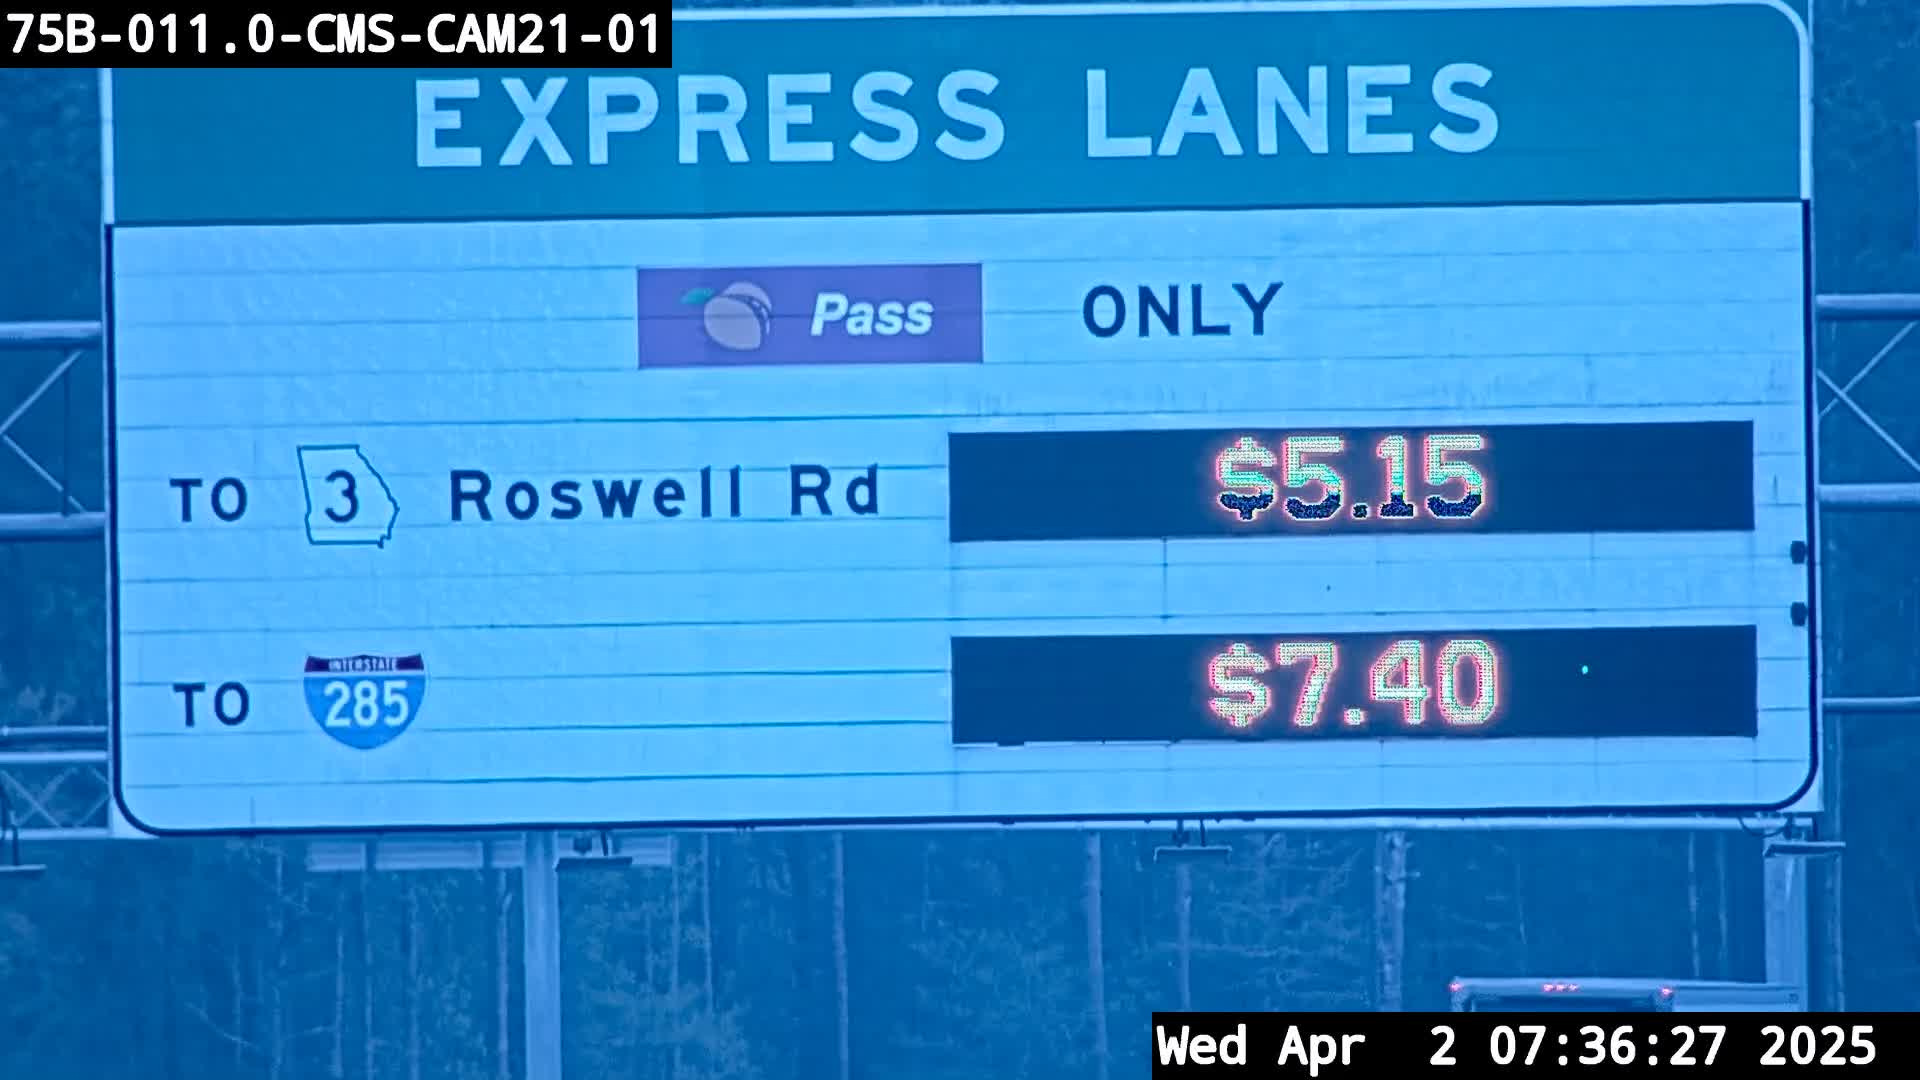 75B-011.0-CMS-CAM21-01
EXPRESS LANES
Pass ONLY
TO 3 Roswell Rd $5.15
INTERSTATE
TO 285 $7.40
Wed Apr 2 07:36:27 2025